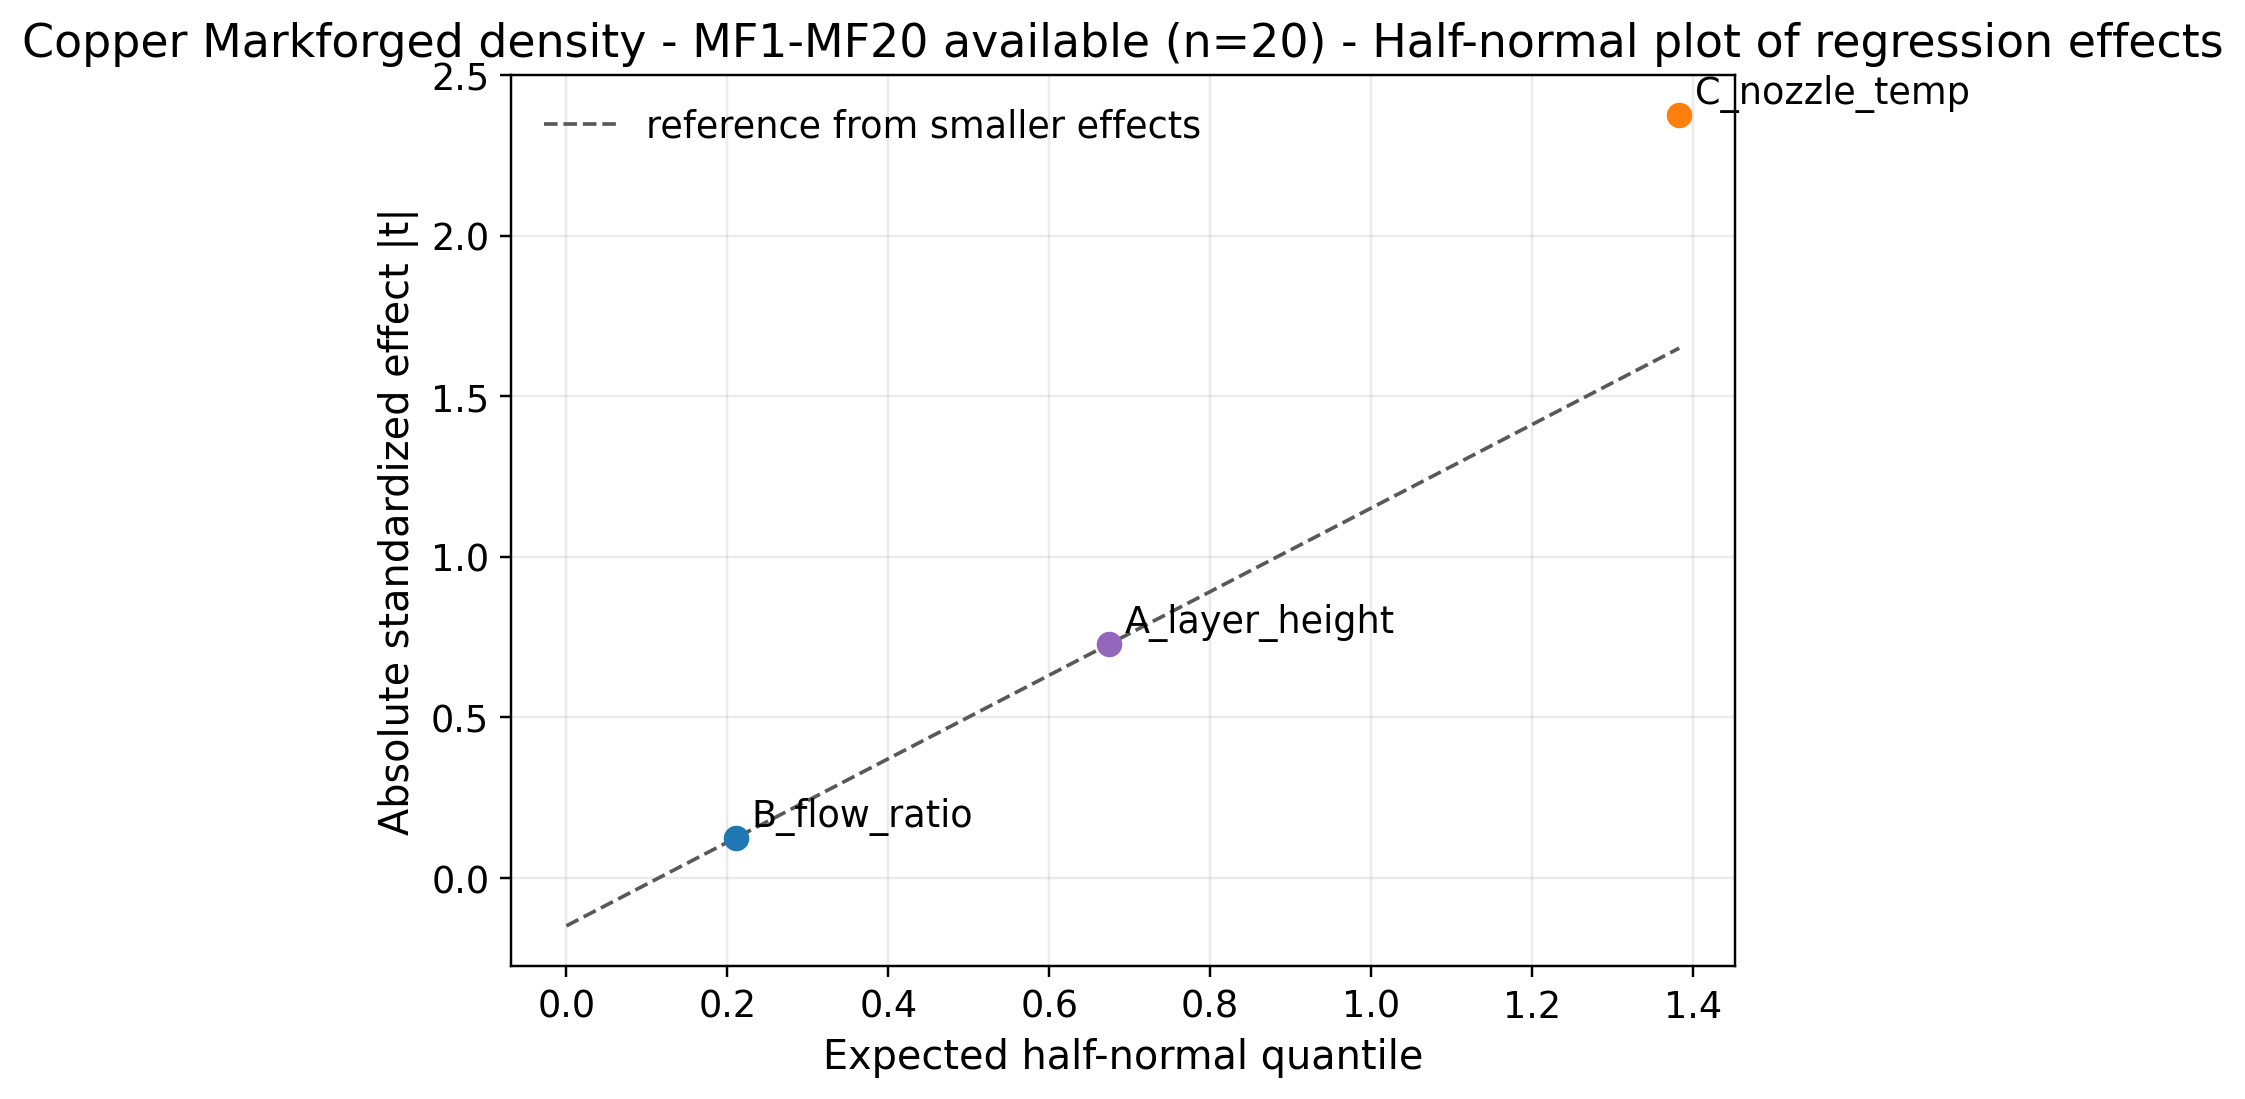 Copper Markforged density - MF1-MF20 available (n=20) - Half-normal plot of regression effects
2.5
C_nozzle_temp
reference from smaller effects
2.0
1.5
1.0
A_layer_height
0.5
B_flow_ratio
0.0
Absolute standardized effect |t|
0.0 0.2 0.4 0.6 0.8 1.0 1.2 1.4
Expected half-normal quantile